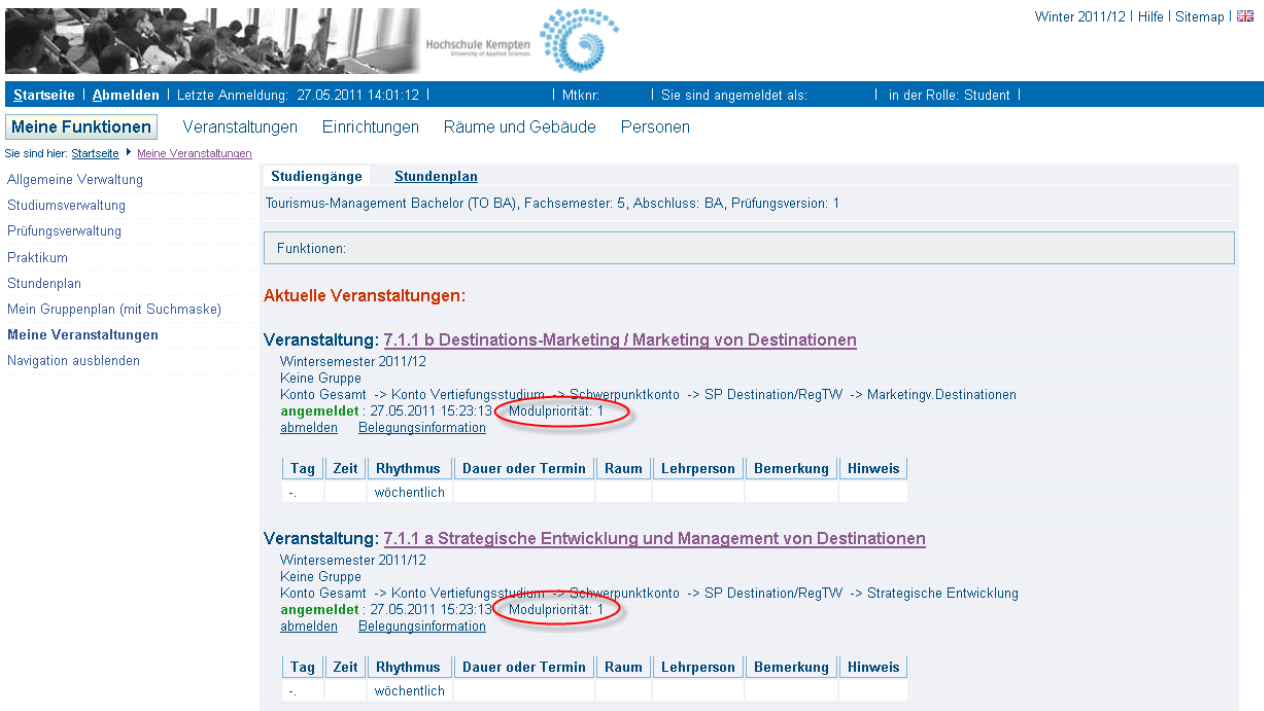 Hochschule Kempten
University of Applied Sciences
Winter 2011/12 | Hilfe | Sitemap |
Startseite | Abmelden | Letzte Anmeldung: 27.05.2011 14:01:12 | | Mtknr: | Sie sind angemeldet als: | in der Rolle: Student |
Meine Funktionen Veranstaltungen Einrichtungen Räume und Gebäude Personen
Sie sind hier: Startseite Meine Veranstaltungen
Allgemeine Verwaltung
Studiumsverwaltung
Prüfungsverwaltung
Praktikum
Stundenplan
Mein Gruppenplan (mit Suchmaske)
Meine Veranstaltungen
Navigation ausblenden
Studiengänge Stundenplan
Tourismus-Management Bachelor (TO BA), Fachsemester: 5, Abschluss: BA, Prüfungsversion: 1
Funktionen:
Aktuelle Veranstaltungen:
Veranstaltung: 7.1.1 b Destinations-Marketing / Marketing von Destinationen
Wintersemester 2011/12
Keine Gruppe
Konto Gesamt -> Konto Vertiefungsstudium -> Schwerpunktkonto -> SP Destination/RegTW -> Marketingv.Destinationen
angemeldet : 27.05.2011 15:23:13 Modulpriorität: 1
abmelden Belegungsinformation
Tag Zeit Rhythmus Dauer oder Termin Raum Lehrperson Bemerkung Hinweis
-. wöchentlich
Veranstaltung: 7.1.1 a Strategische Entwicklung und Management von Destinationen
Wintersemester 2011/12
Keine Gruppe
Konto Gesamt -> Konto Vertiefungsstudium -> Schwerpunktkonto -> SP Destination/RegTW -> Strategische Entwicklung
angemeldet : 27.05.2011 15:23:13 Modulpriorität: 1
abmelden Belegungsinformation
Tag Zeit Rhythmus Dauer oder Termin Raum Lehrperson Bemerkung Hinweis
-. wöchentlich